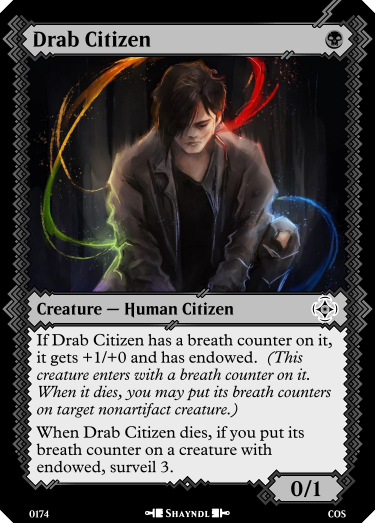 Drab Citizen
Creature — Human Citizen
If Drab Citizen has a breath counter on it,
it gets +1/+0 and has endowed. (This
creature enters with a breath counter on it.
When it dies, you may put its breath counters
on target nonartifact creature.)
When Drab Citizen dies, if you put its
breath counter on a creature with
endowed, surveil 3.
0/1
0174
Shayndl
COS